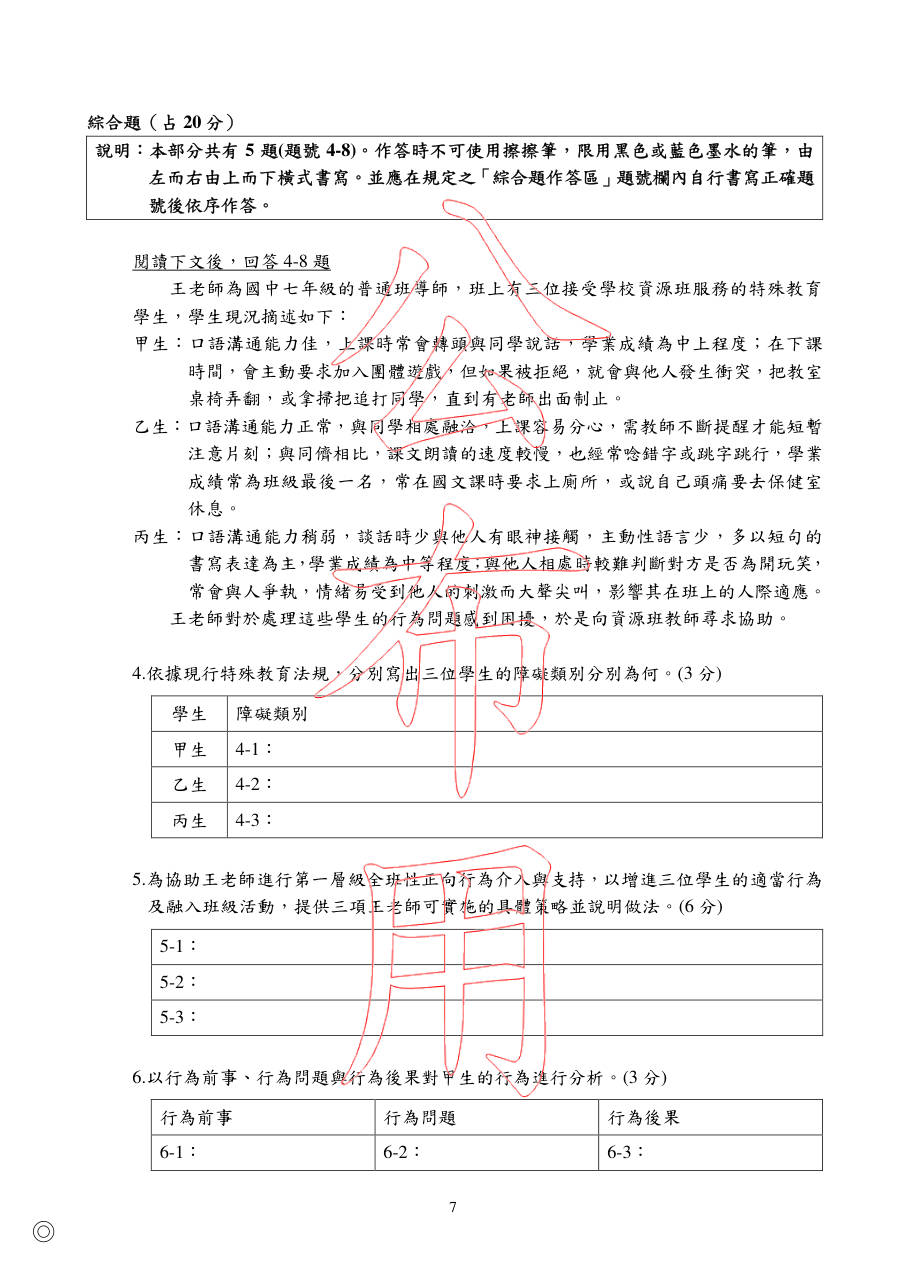 綜合題（占 20 分）
說明：本部分共有 5 題(題號 4-8)。作答時不可使用擦擦筆，限用黑色或藍色墨水的筆，由
左而右由上而下橫式書寫。並應在規定之「綜合題作答區」題號欄內自行書寫正確題
號後依序作答。
閱讀下文後，回答 4-8 題
王老師為國中七年級的普通班導師，班上有三位接受學校資源班服務的特殊教育
學生，學生現況摘述如下：
甲生：口語溝通能力佳，上課時常會轉頭與同學說話，學業成績為中上程度；在下課
時間，會主動要求加入團體遊戲，但如果被拒絕，就會與他人發生衝突，把教室
桌椅弄翻，或拿掃把追打同學，直到有老師出面制止。
乙生：口語溝通能力正常，與同學相處融洽，上課容易分心，需教師不斷提醒才能短暫
注意片刻；與同儕相比，課文朗讀的速度較慢，也經常唸錯字或跳字跳行，學業
成績常為班級最後一名，常在國文課時要求上廁所，或說自己頭痛要去保健室
休息。
丙生：口語溝通能力稍弱，談話時少與他人有眼神接觸，主動性語言少，多以短句的
書寫表達為主，學業成績為中等程度；與他人相處時較難判斷對方是否為開玩笑，
常會與人爭執，情緒易受到他人的刺激而大聲尖叫，影響其在班上的人際適應。
王老師對於處理這些學生的行為問題感到困擾，於是向資源班教師尋求協助。
4.依據現行特殊教育法規，分別寫出三位學生的障礙類別分別為何。(3 分)
學生 障礙類別
甲生 4-1：
乙生 4-2：
丙生 4-3：
5.為協助王老師進行第一層級全班性正向行為介入與支持，以增進三位學生的適當行為
及融入班級活動，提供三項王老師可實施的具體策略並說明做法。(6 分)
5-1：
5-2：
5-3：
6.以行為前事、行為問題與行為後果對甲生的行為進行分析。(3 分)
行為前事 行為問題 行為後果
6-1： 6-2： 6-3：
7
公布用